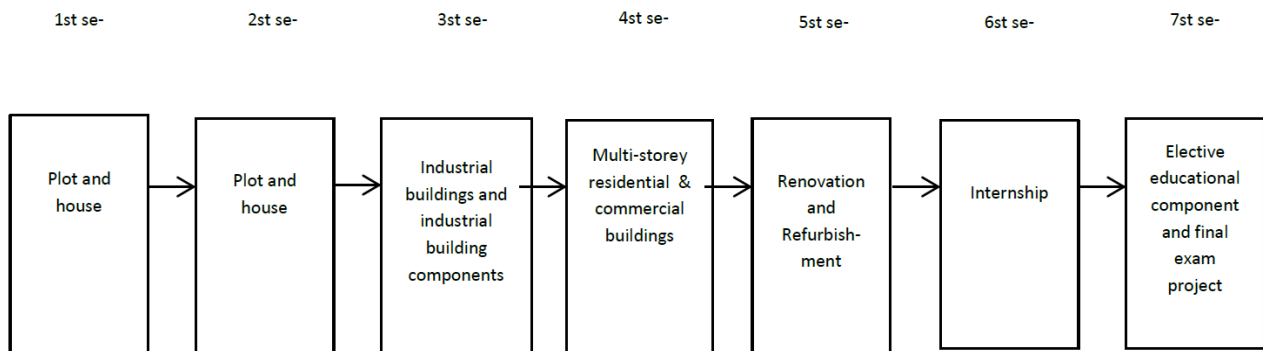 1st se-
2st se-
3st se-
4st se-
5st se-
6st se-
7st se-
Plot and
house
Plot and
house
Industrial
buildings and
industrial
building
components
Multi-storey
residential &
commercial
buildings
Renovation
and
Refurbish-
ment
Internship
Elective
educational
component
and final
exam
project